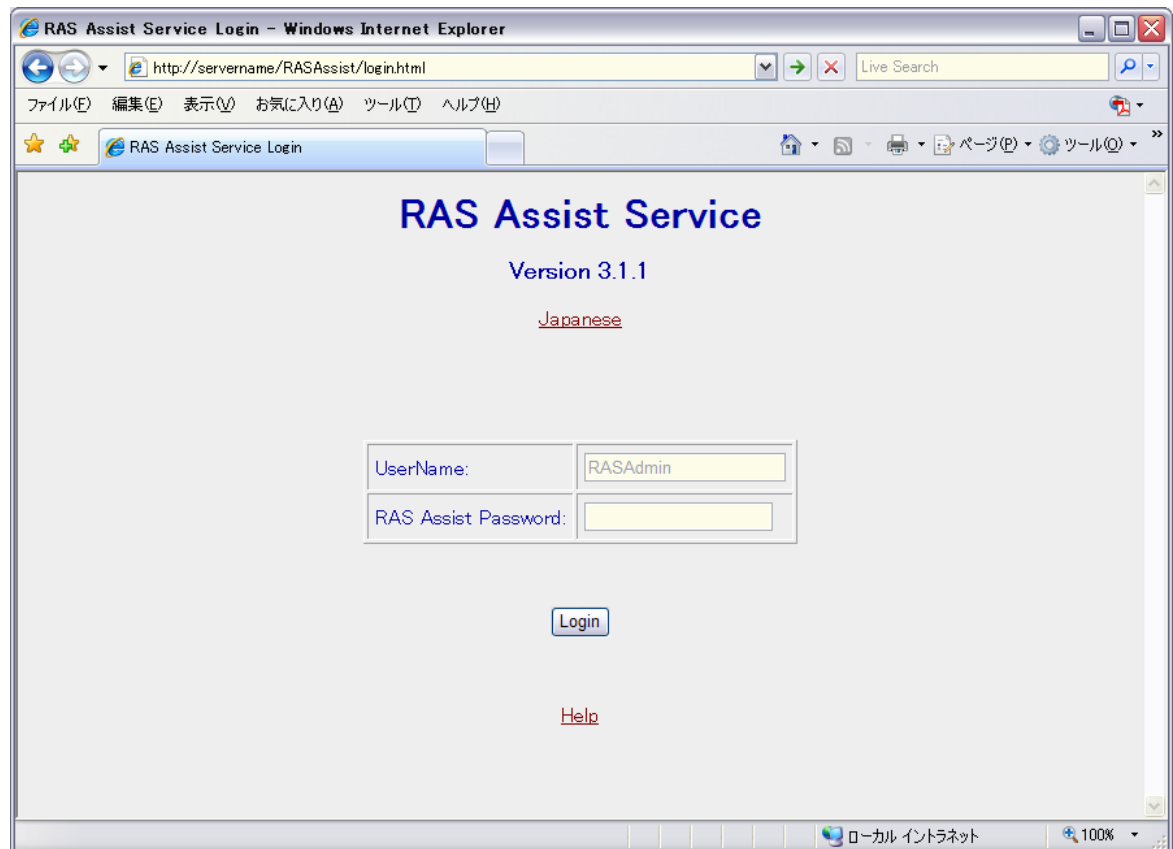 RAS Assist Service Login - Windows Internet Explorer
http://servername/RASAssist/login.html
Live Search
ファイル(F) 編集(E) 表示(V) お気に入り(A) ツール(T) ヘルプ(H)
RAS Assist Service Login
ページ(P) ツール(O) »
RAS Assist Service
Version 3.1.1
Japanese
UserName: RASAdmin
RAS Assist Password:
Login
Help
ローカル イントラネット 100%